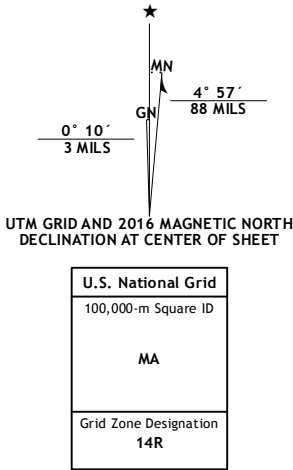 MN
GN
4° 57´
88 MILS
0° 10´
3 MILS
UTM GRID AND 2016 MAGNETIC NORTH
DECLINATION AT CENTER OF SHEET
U.S. National Grid
100,000-m Square ID
MA
Grid Zone Designation
14R